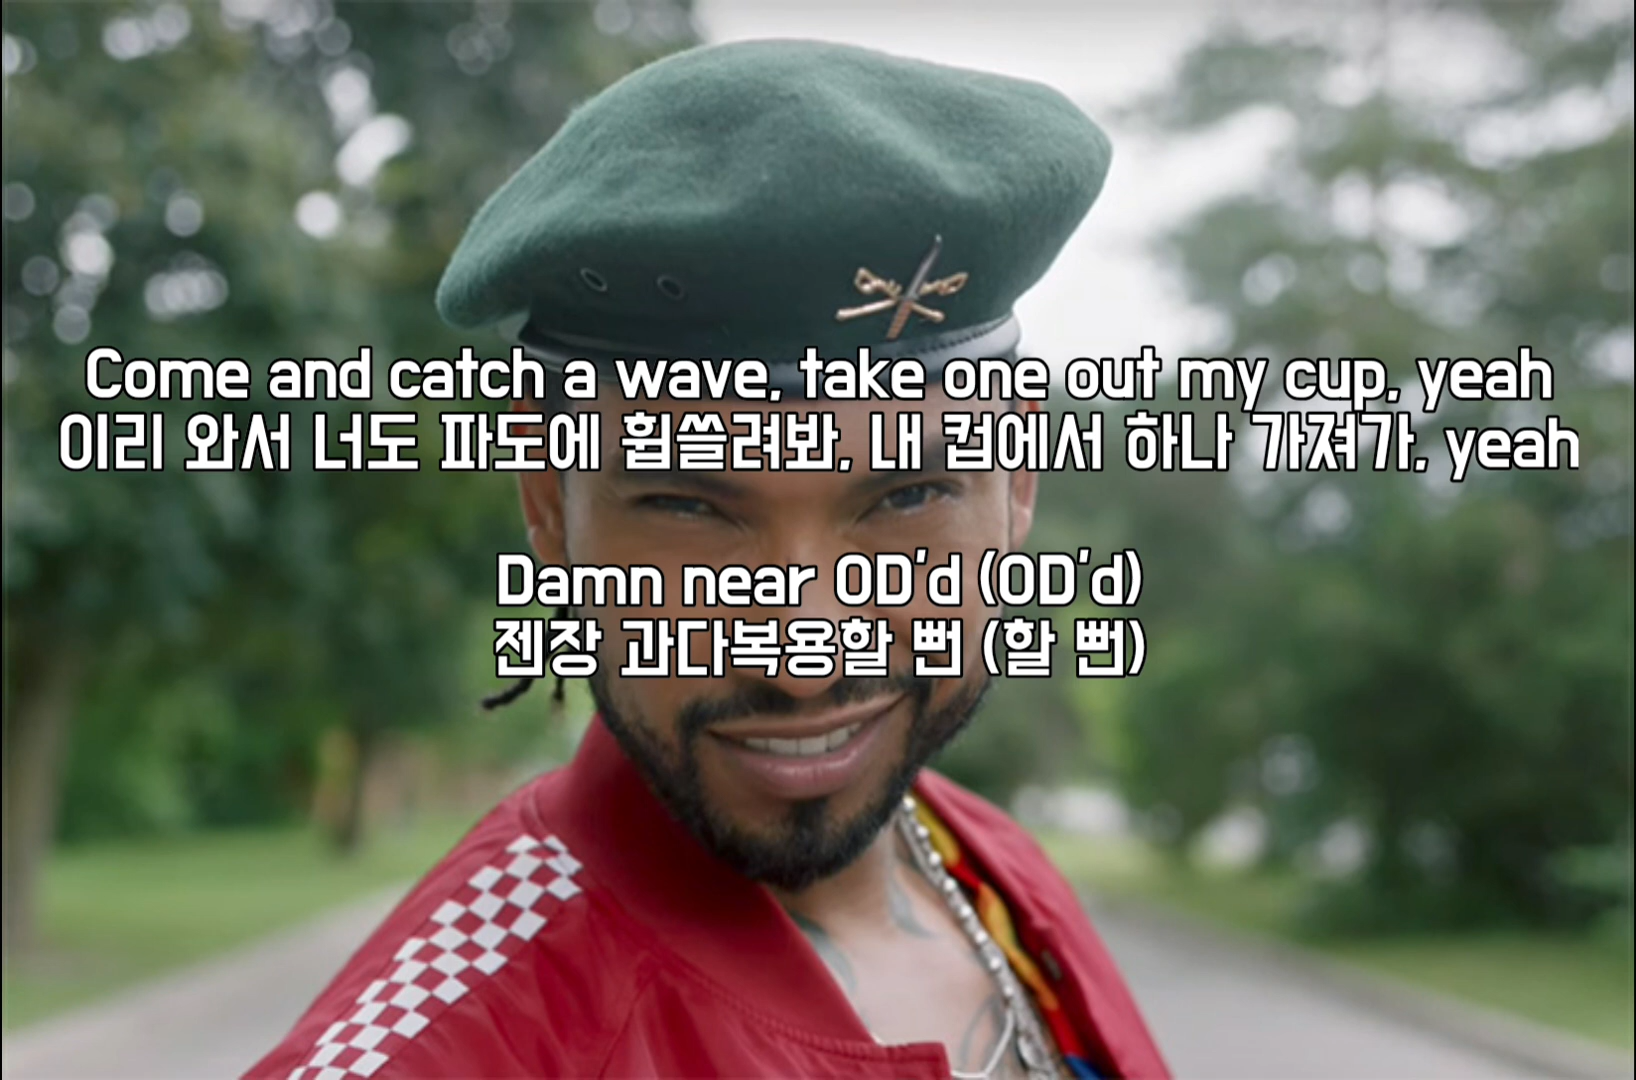 Come and catch a wave, take one out my cup, yeah
이리 와서 너도 파도에 휩쓸려봐, 내 컵에서 하나 가져가, yeah
Damn near OD'd (OD'd)
젠장 과다복용할 뻔 (할 뻔)